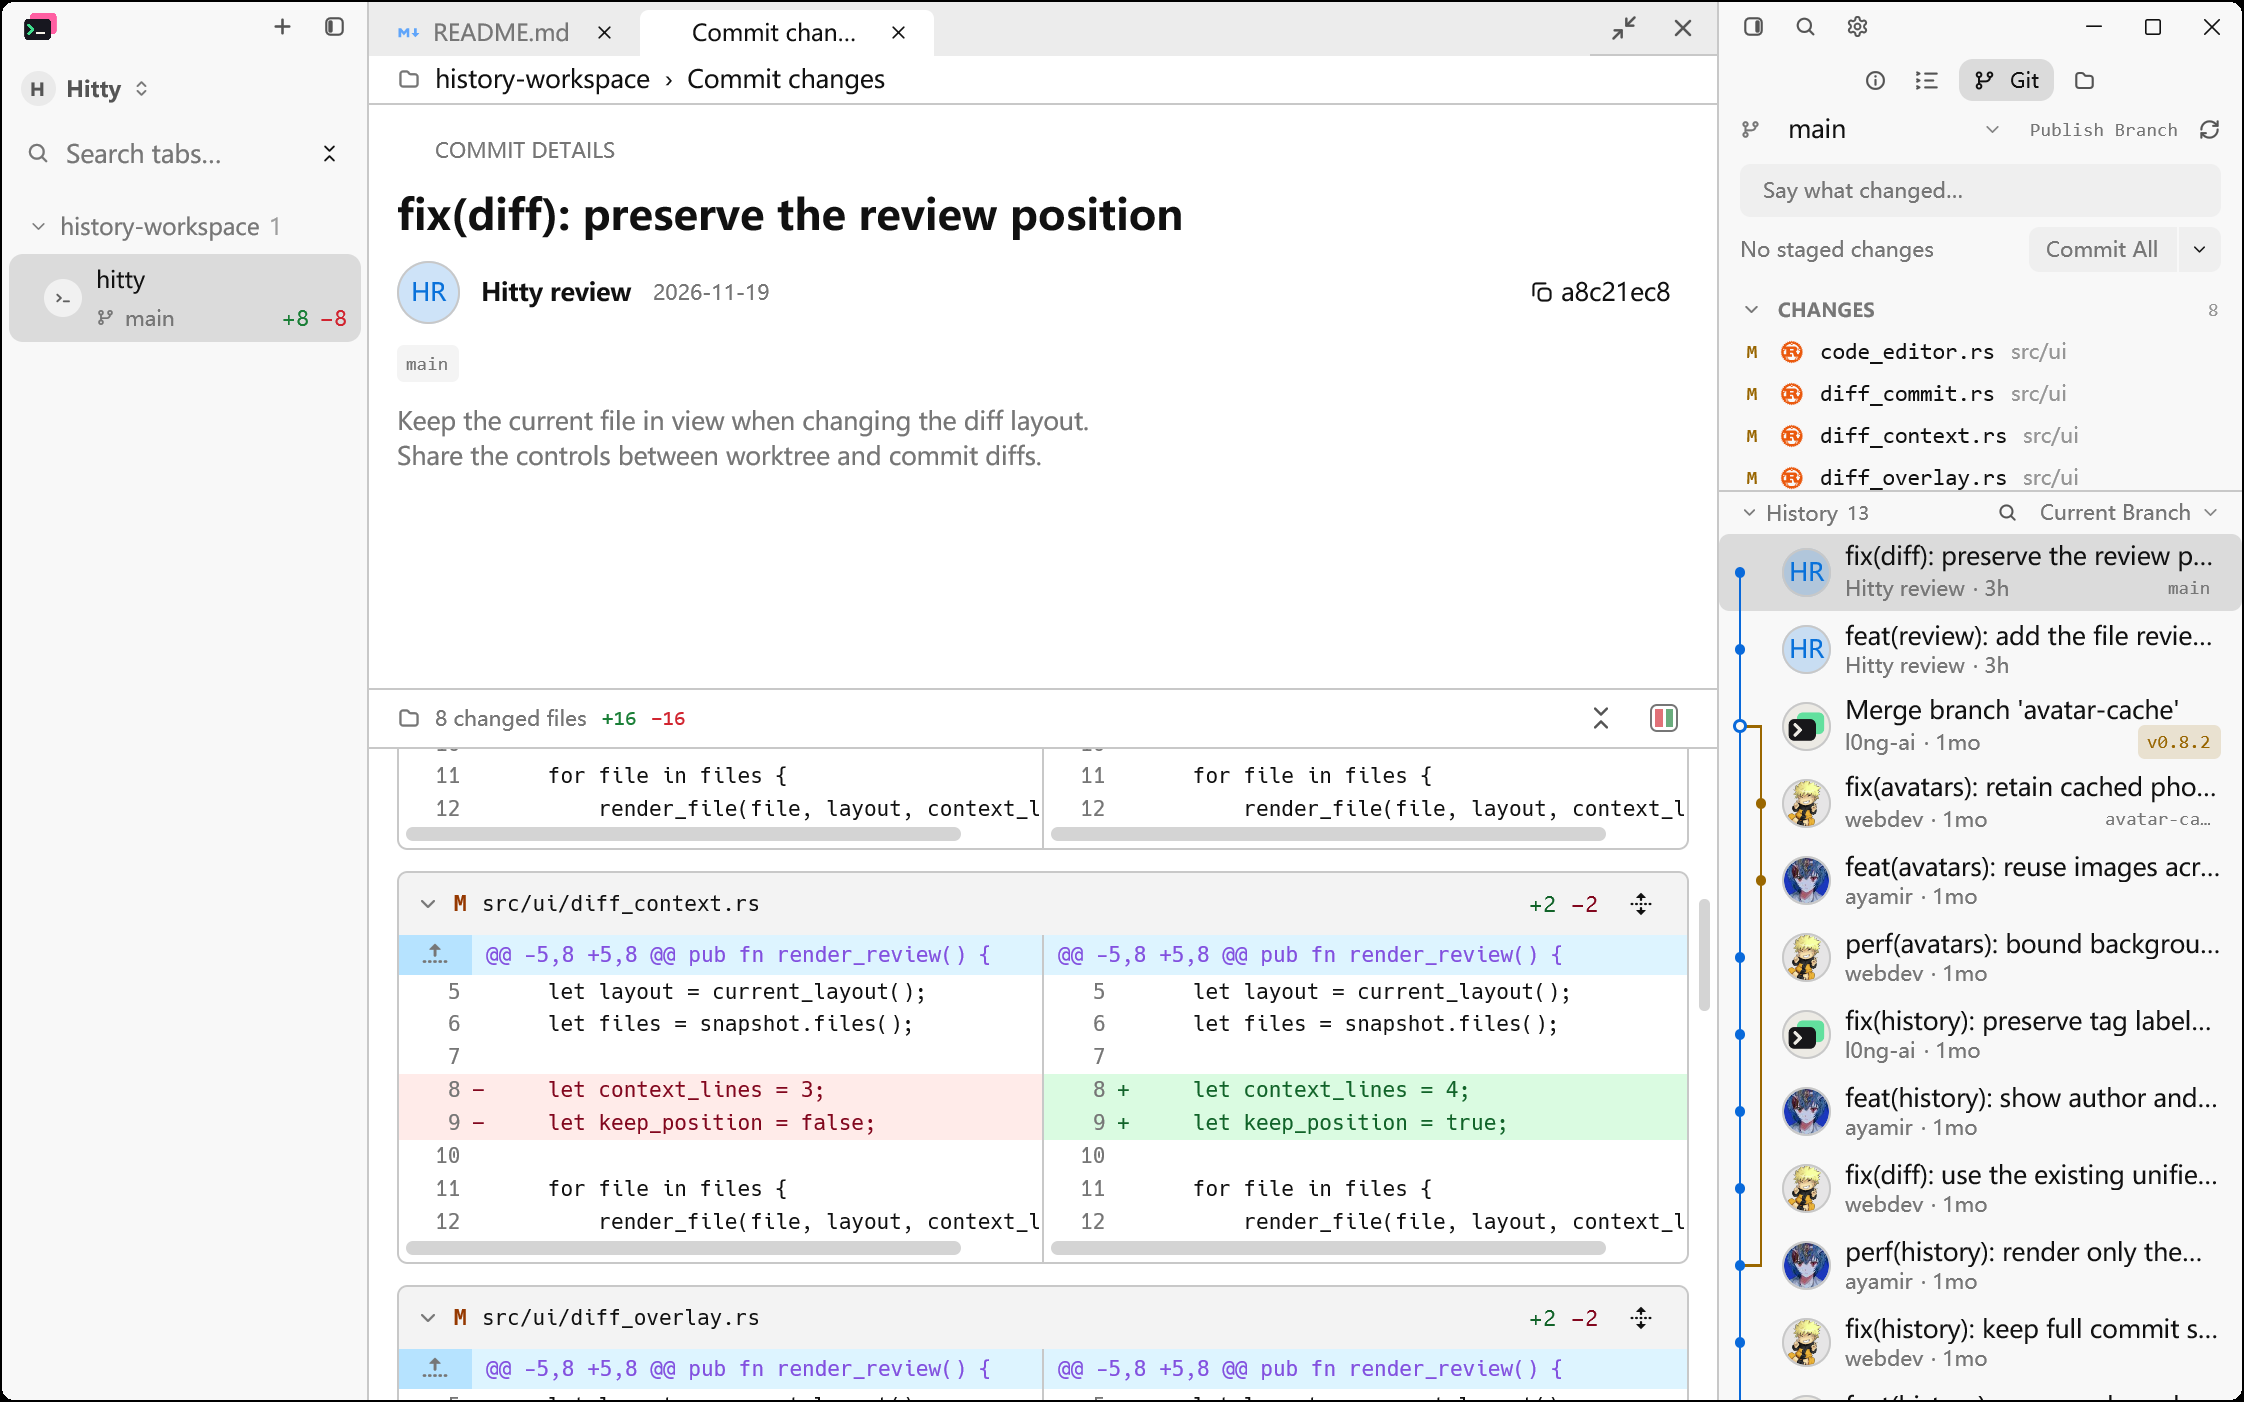 H Hitty
Search tabs...
history-workspace 1
hitty
main +8 −8
README.md
Commit chan...
history-workspace › Commit changes
COMMIT DETAILS
fix(diff): preserve the review position
HR Hitty review 2026-11-19 a8c21ec8
main
Keep the current file in view when changing the diff layout.
Share the controls between worktree and commit diffs.
8 changed files +16 −16
11 for file in files { 11 for file in files {
12 render_file(file, layout, context_l 12 render_file(file, layout, context_l
M src/ui/diff_context.rs +2 −2
@@ -5,8 +5,8 @@ pub fn render_review() { @@ -5,8 +5,8 @@ pub fn render_review() {
5 let layout = current_layout(); 5 let layout = current_layout();
6 let files = snapshot.files(); 6 let files = snapshot.files();
7 7
8 − let context_lines = 3; 8 + let context_lines = 4;
9 − let keep_position = false; 9 + let keep_position = true;
10 10
11 for file in files { 11 for file in files {
12 render_file(file, layout, context_l 12 render_file(file, layout, context_l
M src/ui/diff_overlay.rs +2 −2
@@ -5,8 +5,8 @@ pub fn render_review() { @@ -5,8 +5,8 @@ pub fn render_review() {
Git
main Publish Branch
Say what changed...
No staged changes Commit All
CHANGES 8
M code_editor.rs src/ui
M diff_commit.rs src/ui
M diff_context.rs src/ui
M diff_overlay.rs src/ui
History 13 Current Branch
HR fix(diff): preserve the review p...
Hitty review · 3h main
HR feat(review): add the file revie...
Hitty review · 3h
Merge branch 'avatar-cache'
l0ng-ai · 1mo v0.8.2
fix(avatars): retain cached pho...
webdev · 1mo avatar-ca…
feat(avatars): reuse images acr...
ayamir · 1mo
perf(avatars): bound backgrou...
webdev · 1mo
fix(history): preserve tag label...
l0ng-ai · 1mo
feat(history): show author and...
ayamir · 1mo
fix(diff): use the existing unifie...
webdev · 1mo
perf(history): render only the...
ayamir · 1mo
fix(history): keep full commit s...
webdev · 1mo